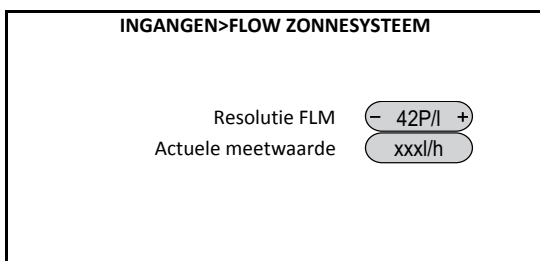 INGANGEN>FLOW ZONNESYSTEEM
Resolutie FLM − 42P/l +
Actuele meetwaarde xxxl/h